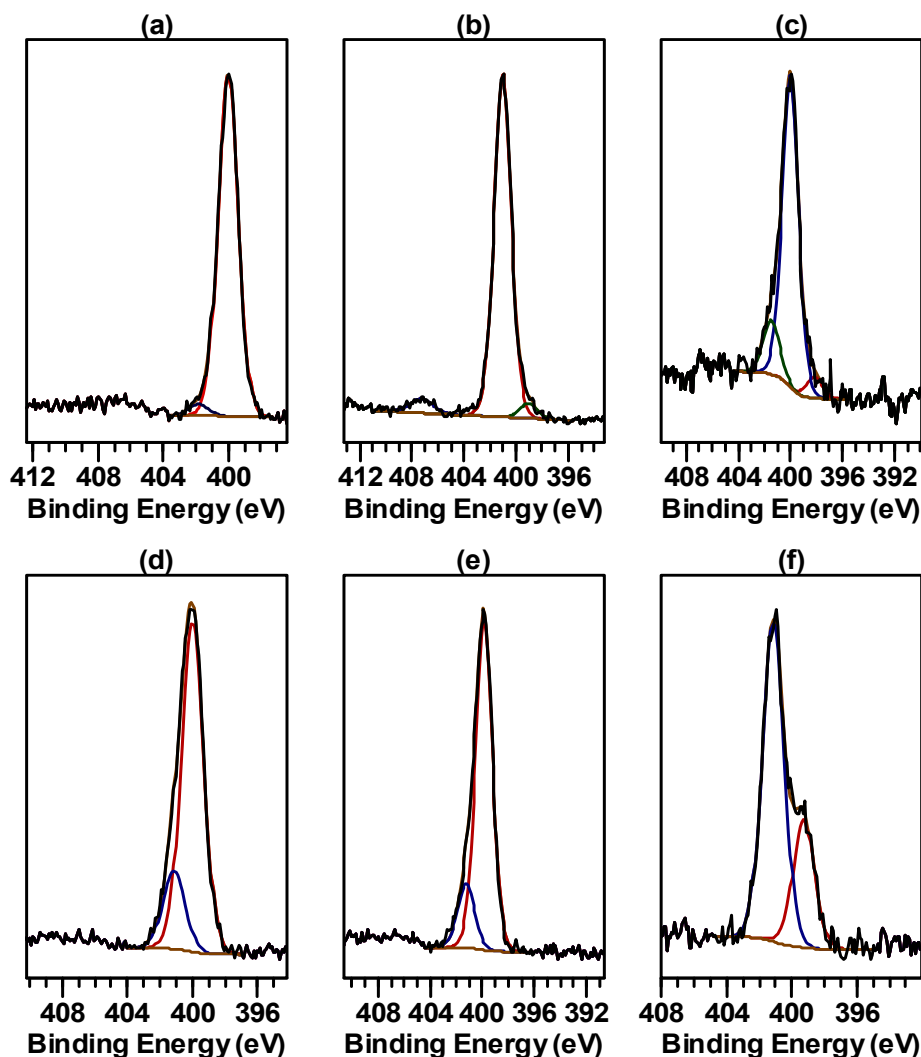 (a) (b) (c)
412 408 404 400 412 408 404 400 396 408 404 400 396 392
Binding Energy (eV) Binding Energy (eV) Binding Energy (eV)
(d) (e) (f)
408 404 400 396 408 404 400 396 392 408 404 400 396
Binding Energy (eV) Binding Energy (eV) Binding Energy (eV)